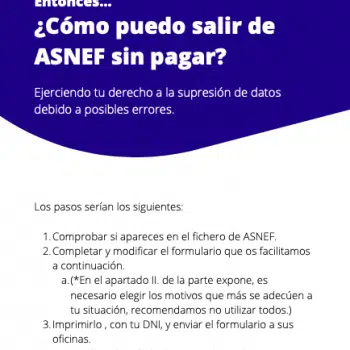 Entonces...
¿Cómo puedo salir de
ASNEF sin pagar?
Ejerciendo tu derecho a la supresión de datos
debido a posibles errores.
Los pasos serían los siguientes:
1. Comprobar si apareces en el fichero de ASNEF.
2. Completar y modificar el formulario que os facilitamos
a continuación.
a. (*En el apartado II. de la parte expone, es
necesario elegir los motivos que más se adecúen a
tu situación, recomendamos no utilizar todos.)
3. Imprimirlo , con tu DNI, y enviar el formulario a sus
oficinas.